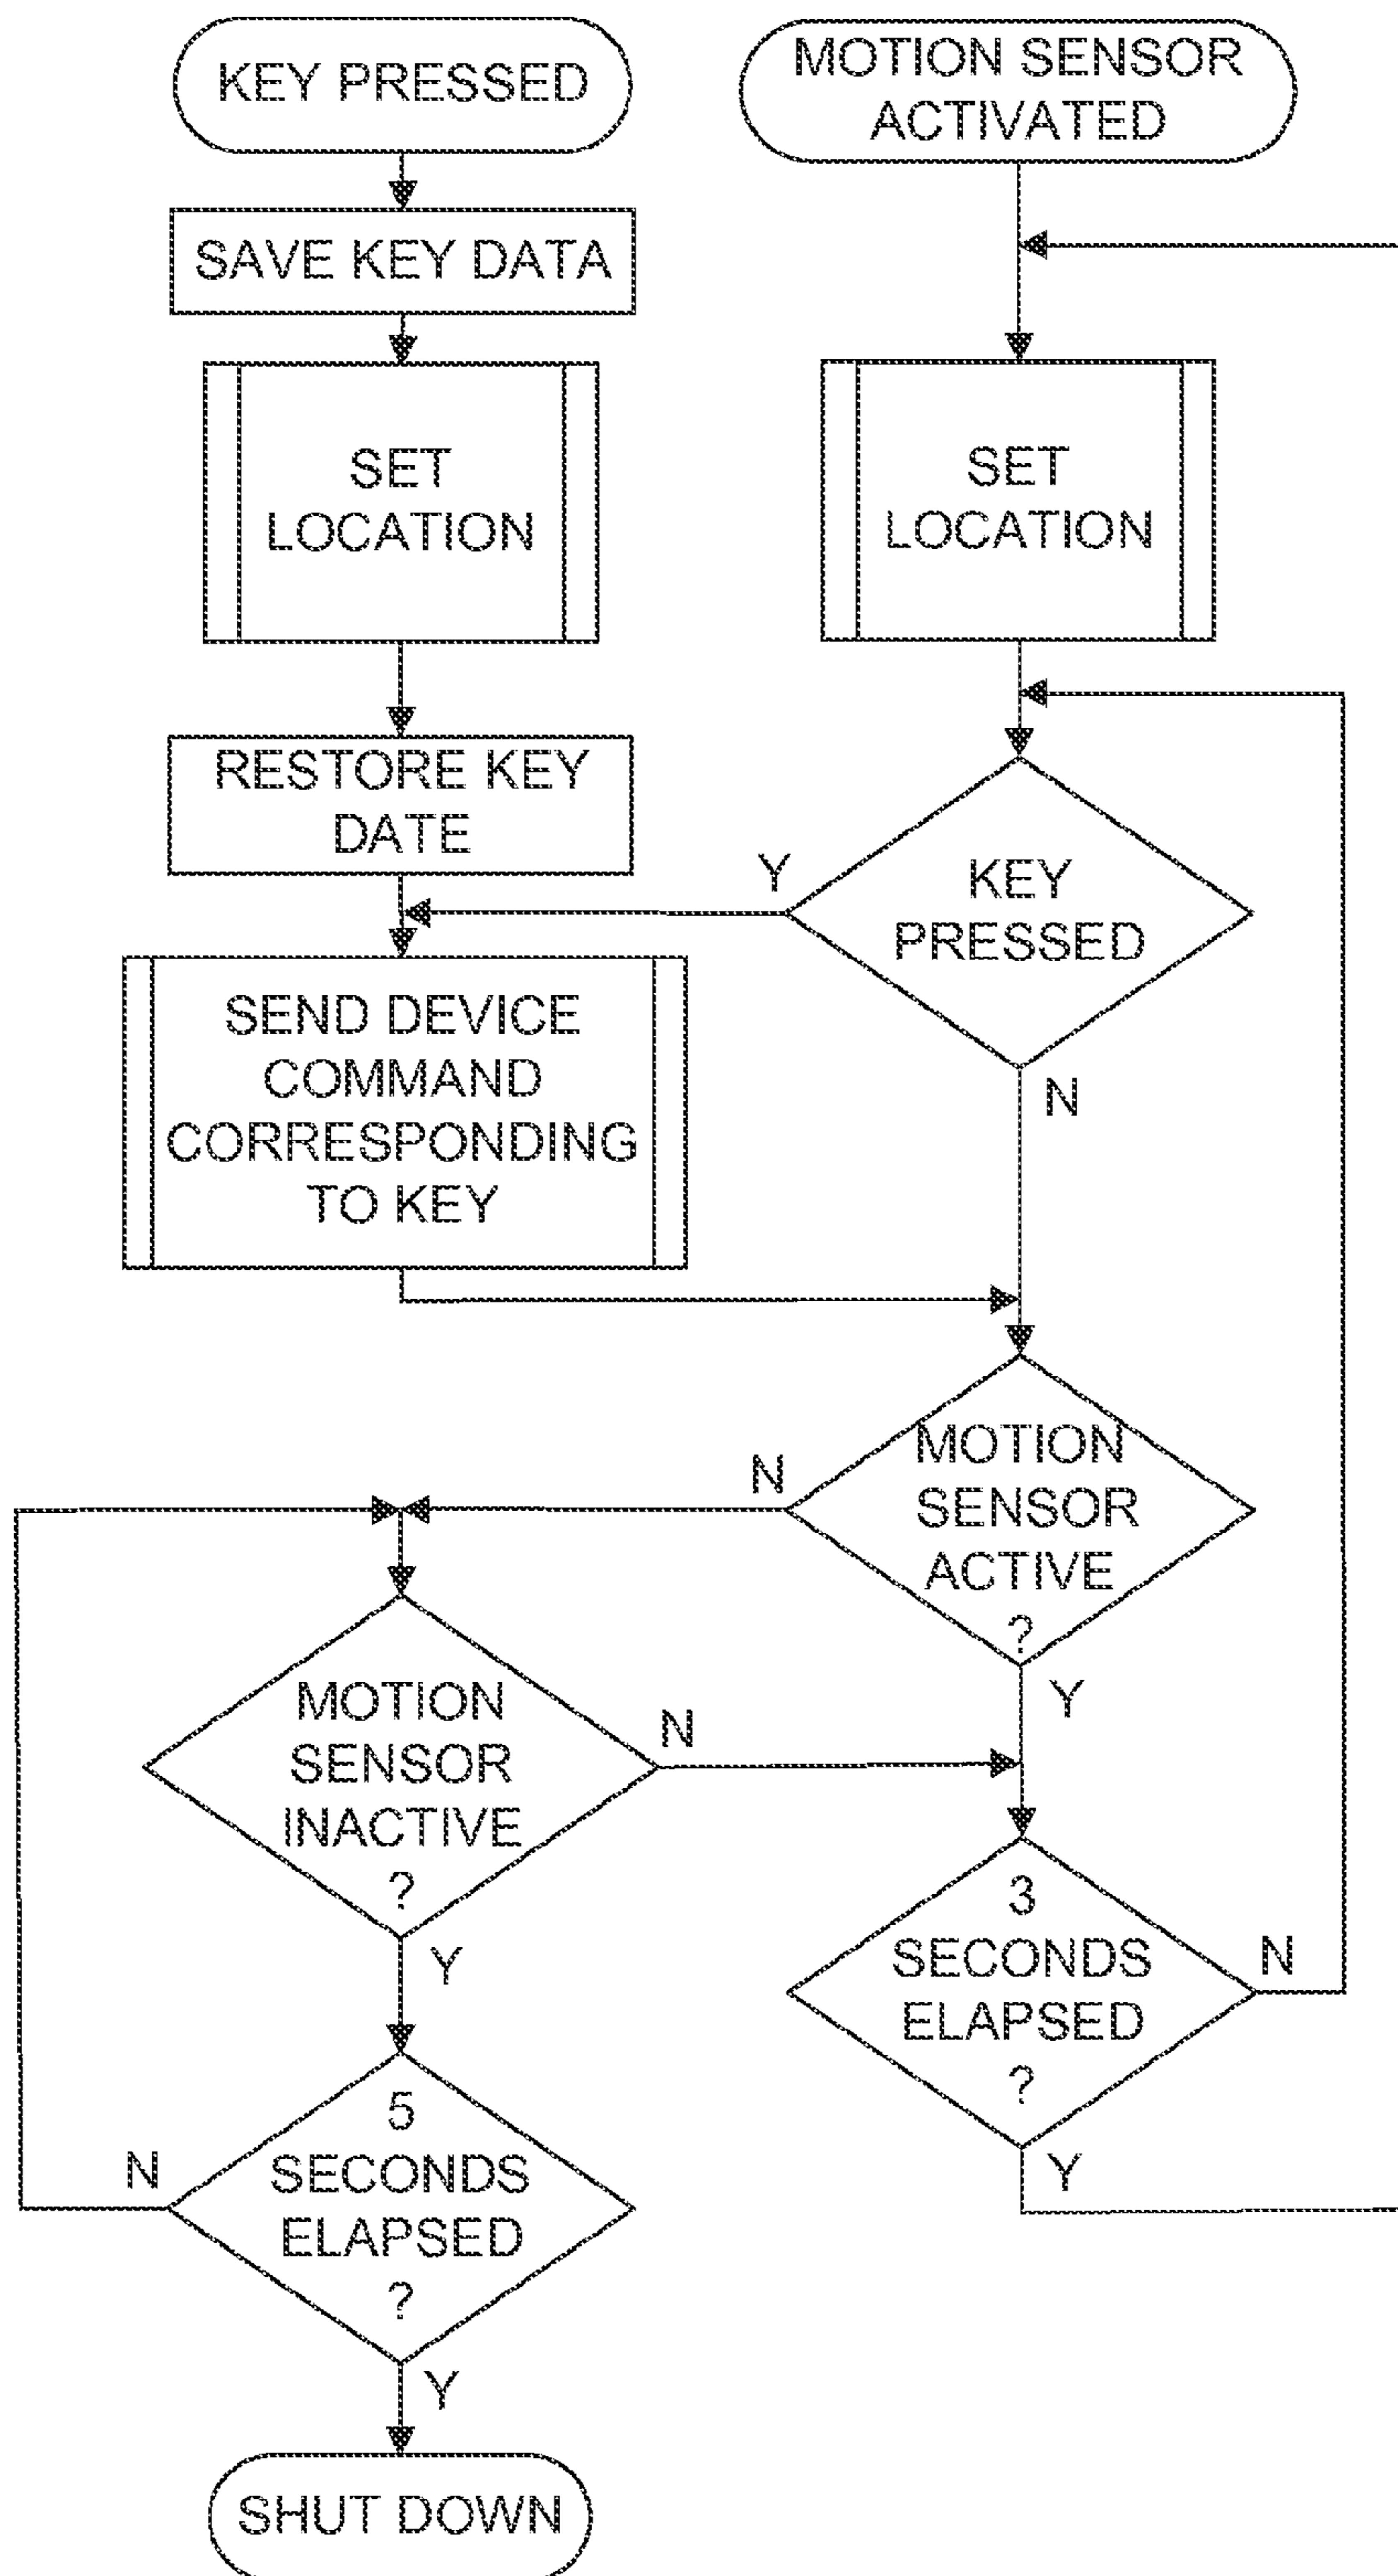 KEY PRESSED
MOTION SENSOR
ACTIVATED
SAVE KEY DATA
SET
LOCATION
SET
LOCATION
RESTORE KEY
DATE
Y
KEY
PRESSED
N
SEND DEVICE
COMMAND
CORRESPONDING
TO KEY
N
MOTION
SENSOR
ACTIVE
?
Y
MOTION
SENSOR
INACTIVE
?
N
Y
3
SECONDS
ELAPSED
?
N
Y
5
SECONDS
ELAPSED
?
N
Y
SHUT DOWN